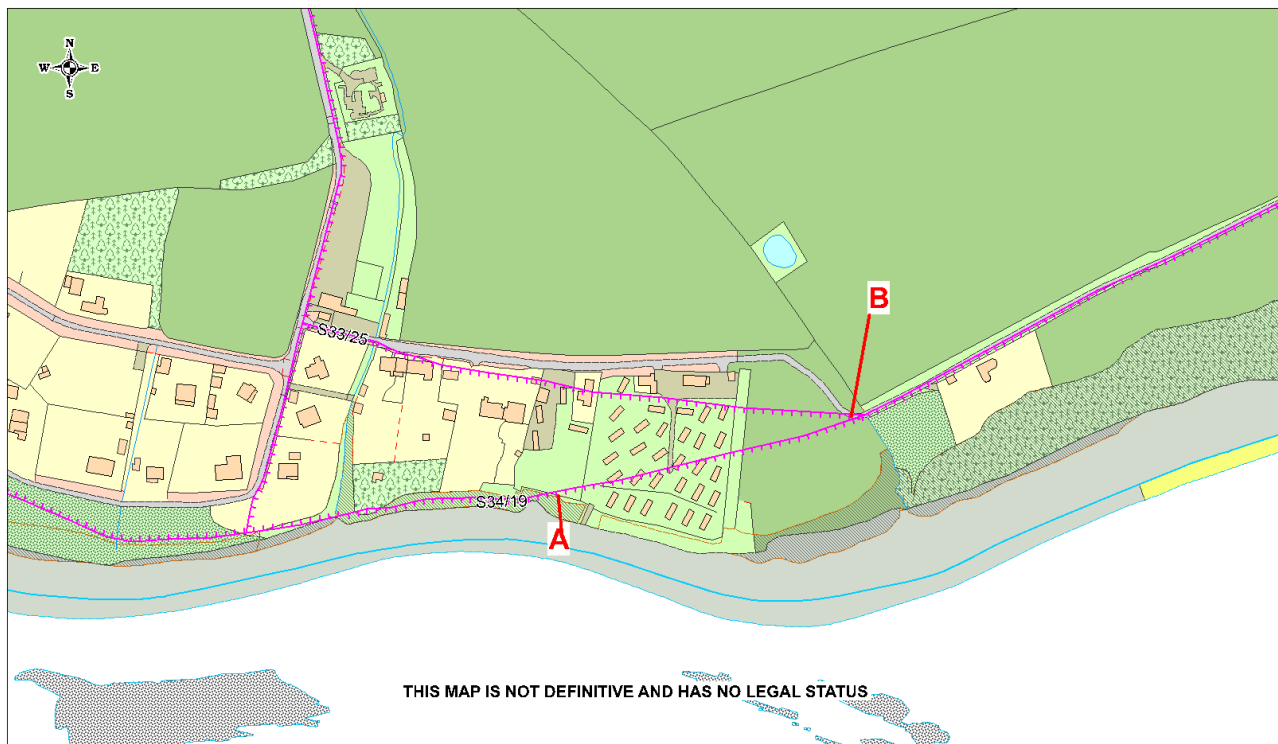 N
W E
S
B
S33/25
S34/19
A
THIS MAP IS NOT DEFINITIVE AND HAS NO LEGAL STATUS